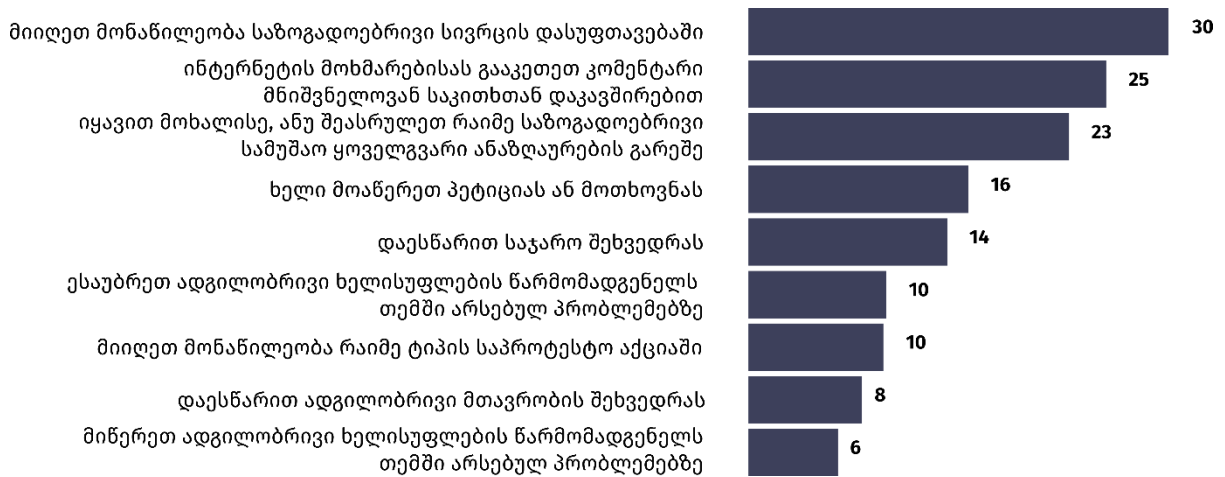 მიიღეთ მონაწილეობა საზოგადოებრივი სივრცის დასუფთავებაში 30
ინტერნეტის მოხმარებისას გააკეთეთ კომენტარი
მნიშვნელოვან საკითხთან დაკავშირებით 25
იყავით მოხალისე, ანუ შეასრულეთ რაიმე საზოგადოებრივი
სამუშაო ყოველგვარი ანაზღაურების გარეშე 23
ხელი მოაწერეთ პეტიციას ან მოთხოვნას 16
დაესწარით საჯარო შეხვედრას 14
ესაუბრეთ ადგილობრივი ხელისუფლების წარმომადგენელს
თემში არსებულ პრობლემებზე 10
მიიღეთ მონაწილეობა რაიმე ტიპის საპროტესტო აქციაში 10
დაესწარით ადგილობრივი მთავრობის შეხვედრას 8
მიწერეთ ადგილობრივი ხელისუფლების წარმომადგენელს
თემში არსებულ პრობლემებზე 6